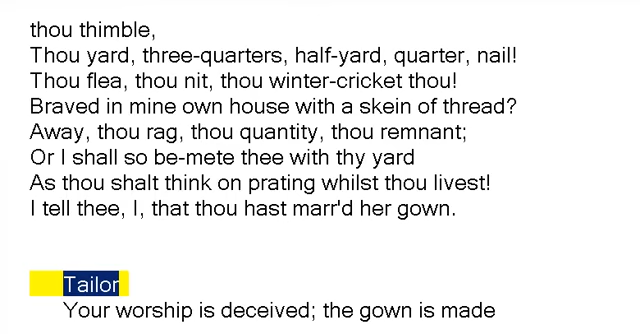 thou thimble,
Thou yard, three-quarters, half-yard, quarter, nail!
Thou flea, thou nit, thou winter-cricket thou!
Braved in mine own house with a skein of thread?
Away, thou rag, thou quantity, thou remnant;
Or I shall so be-mete thee with thy yard
As thou shalt think on prating whilst thou livest!
I tell thee, I, that thou hast marr'd her gown.
Tailor
Your worship is deceived; the gown is made